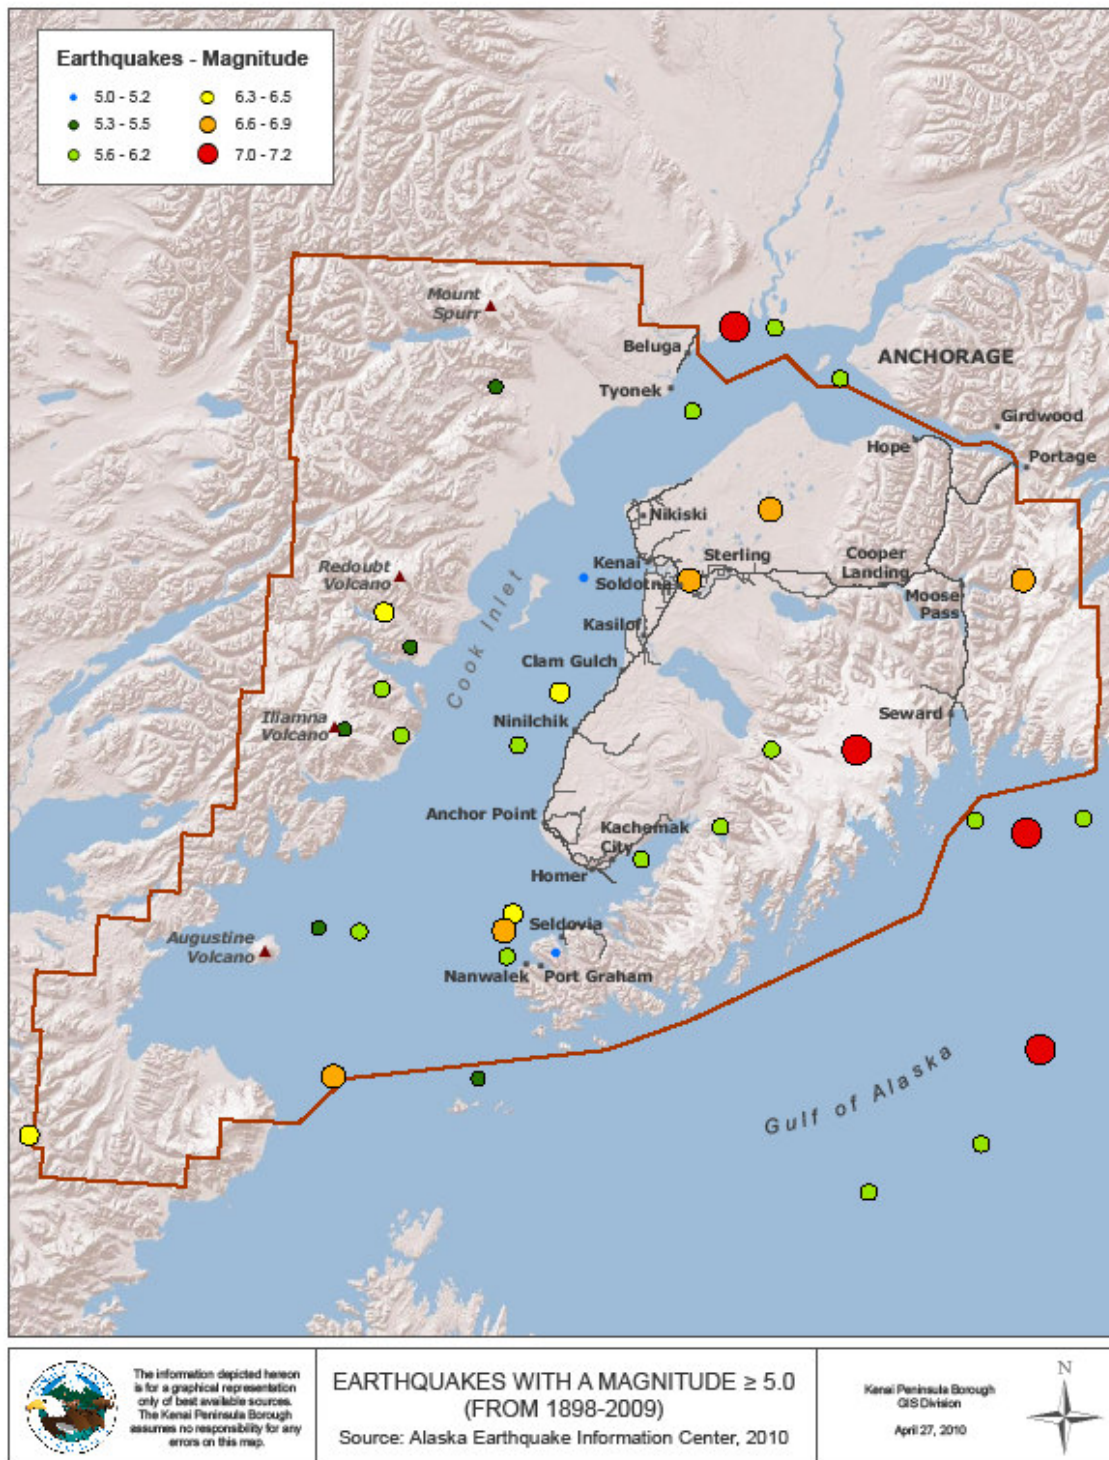 Earthquakes - Magnitude
5.0 - 5.2
6.3 - 6.5
5.3 - 5.5
6.6 - 6.9
5.6 - 6.2
7.0 - 7.2
Mount
Spurr
Beluga
ANCHORAGE
Tyonek
Girdwood
Hope
Portage
Nikiski
Redoubt
Volcano
Kenai
Sterling
Cooper
Landing
Soldotna
Moose
Pass
Kasilof
Cook Inlet
Clam Gulch
Iliamna
Volcano
Ninilchik
Seward
Anchor Point
Kachemak
City
Homer
Augustine
Volcano
Seldovia
Nanwalek
Port Graham
Gulf of Alaska
The information depicted hereon
is for a graphical representation
only of best available sources.
The Kenai Peninsula Borough
assumes no responsibility for any
errors on this map.
EARTHQUAKES WITH A MAGNITUDE ≥ 5.0
(FROM 1898-2009)
Source: Alaska Earthquake Information Center, 2010
Kenai Peninsula Borough
GIS Division
April 27, 2010
N